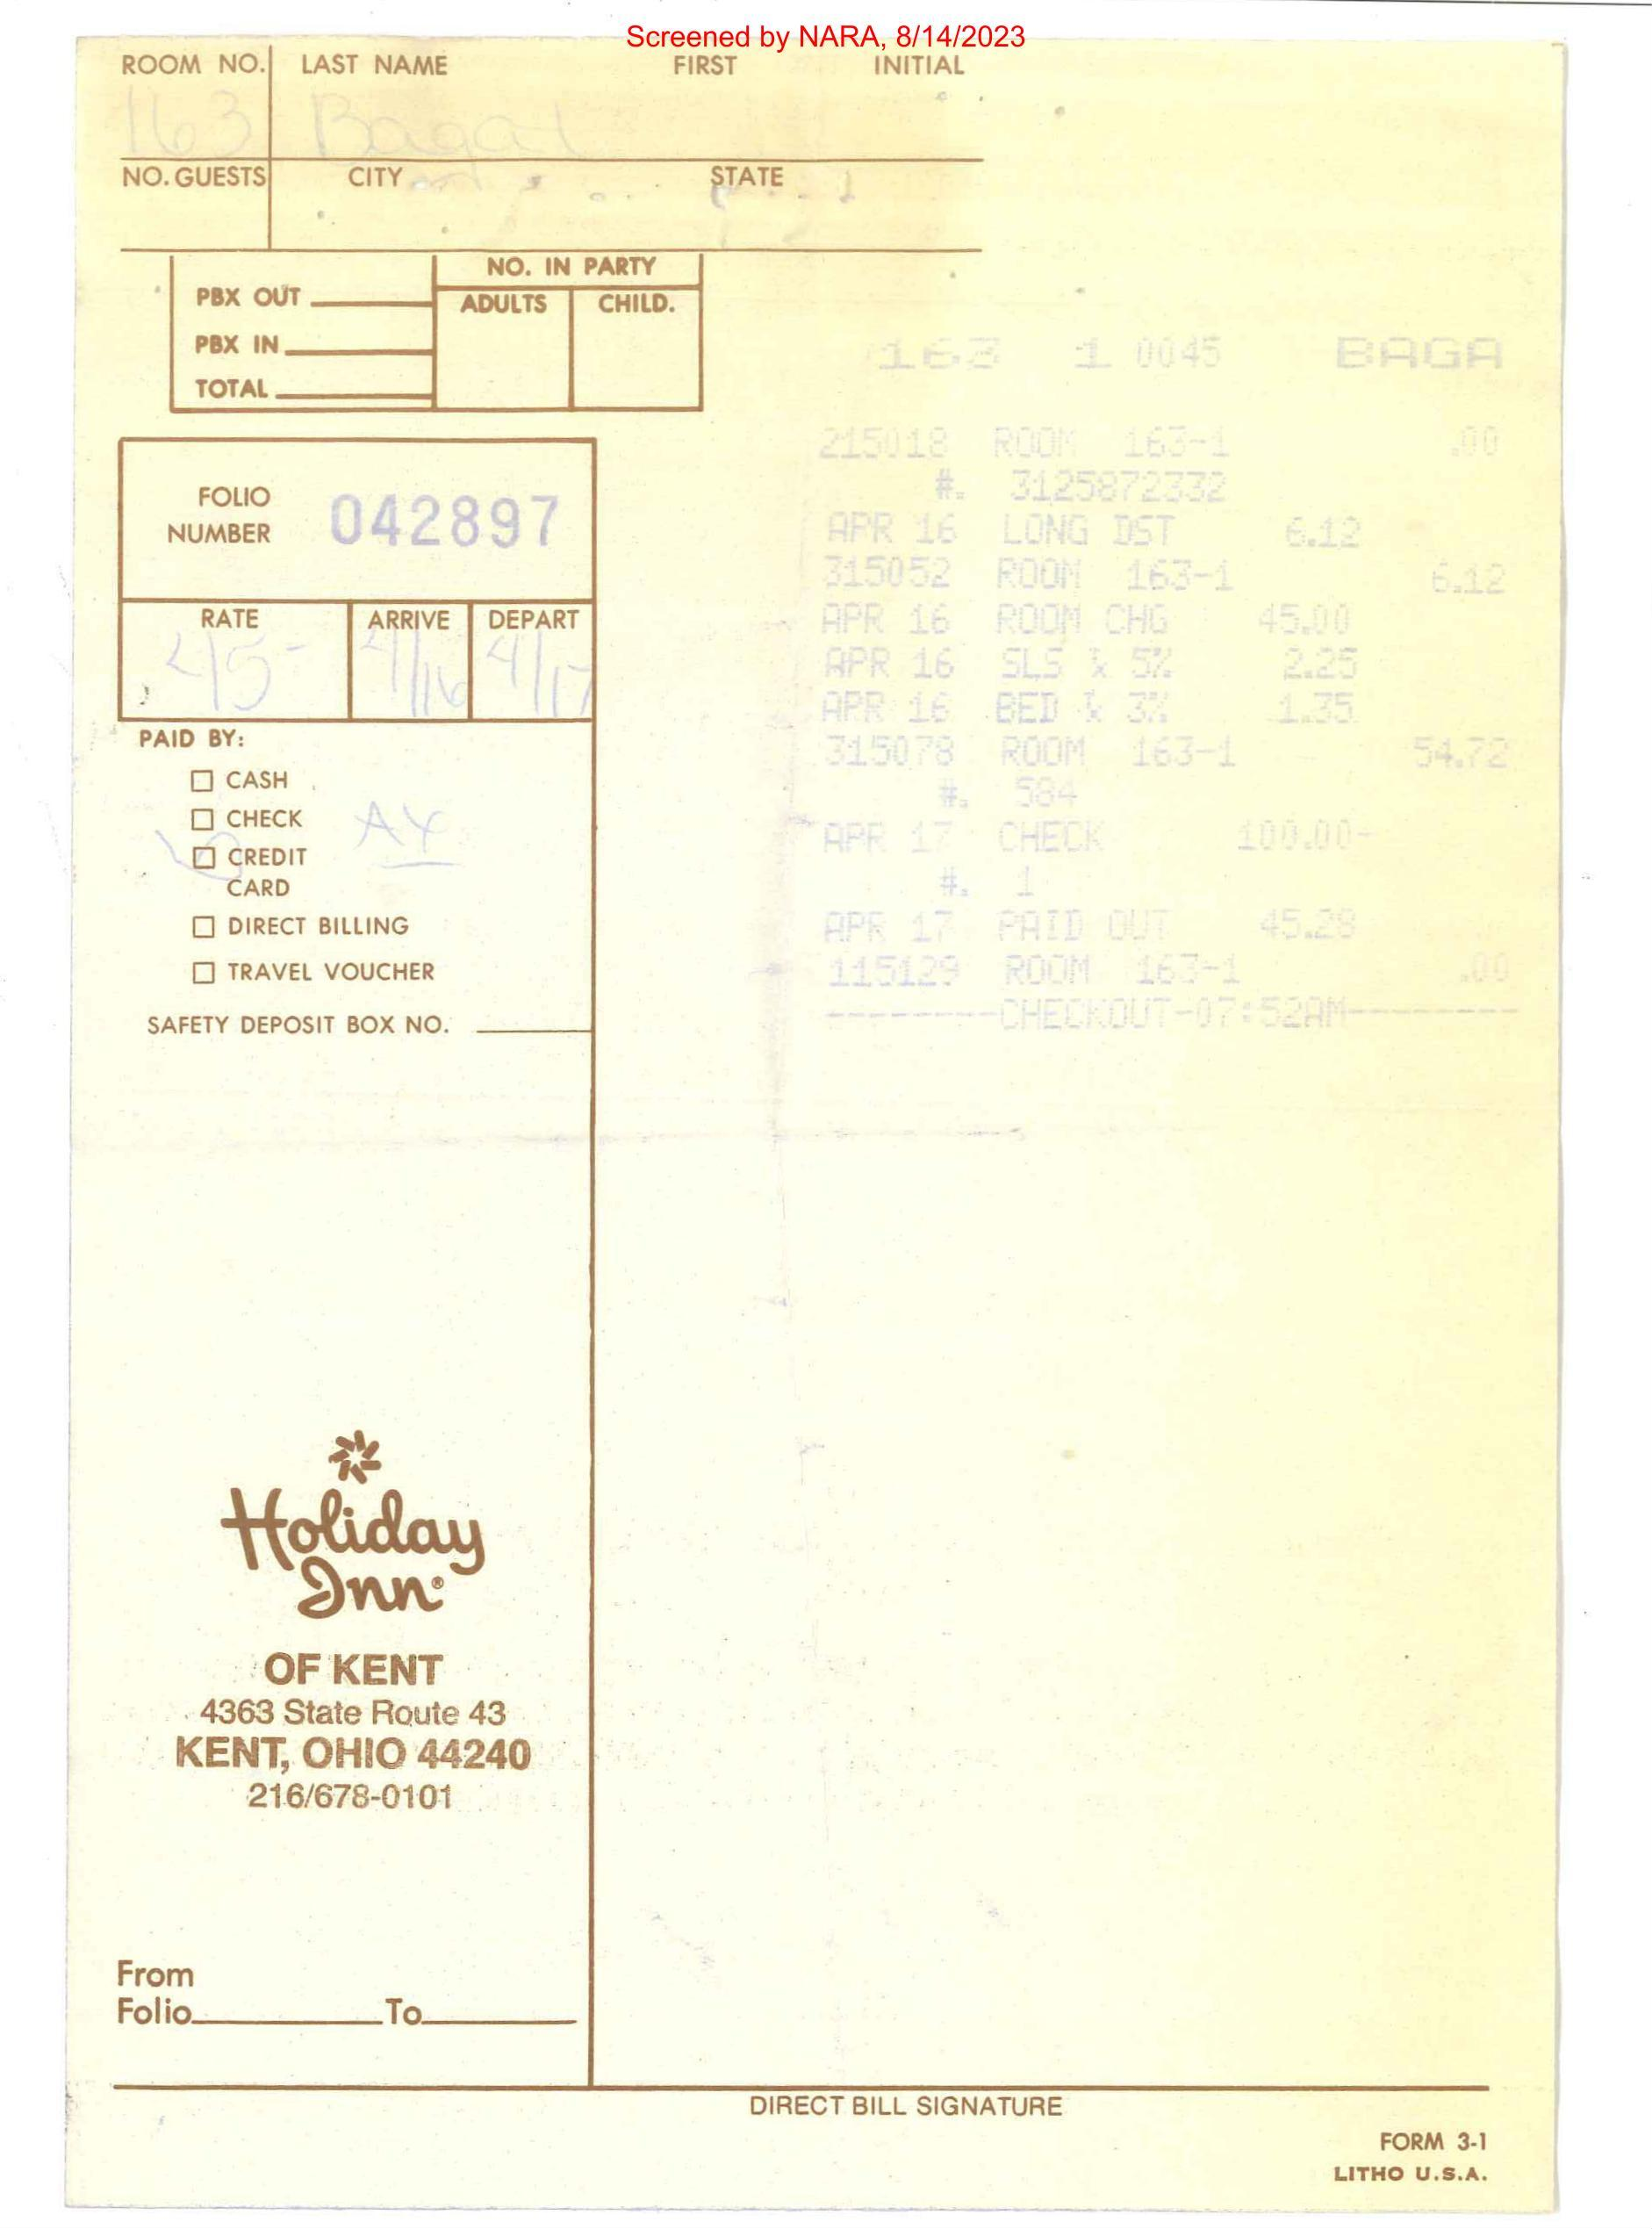 Screened by NARA, 8/14/2023
ROOM NO. LAST NAME FIRST INITIAL
163 Bagal
NO. GUESTS CITY STATE
NO. IN PARTY
PBX OUT ADULTS CHILD.
PBX IN
TOTAL
163 1 0045 BAGA
215018 ROOM 163-1 .00
#. 3125872332
APR 16 LONG DST 6.12
315052 ROOM 163-1 6.12
APR 16 ROOM CHG 45.00
APR 16 SLS % 5% 2.25
APR 16 BED % 3% 1.35
315078 ROOM 163-1 54.72
#. 584
APR 17 CHECK 100.00-
#. 1
APR 17 PAID OUT 45.28
115129 ROOM 163-1 .00
--------CHECKOUT-07:52AM--------
FOLIO
NUMBER 042897
RATE ARRIVE DEPART
45- 4/16 4/17
PAID BY:
CASH
CHECK
AX
CREDIT
CARD
DIRECT BILLING
TRAVEL VOUCHER
SAFETY DEPOSIT BOX NO.
Holiday
Inn®
OF KENT
4363 State Route 43
KENT, OHIO 44240
216/678-0101
From
Folio To
DIRECT BILL SIGNATURE
FORM 3-1
LITHO U.S.A.